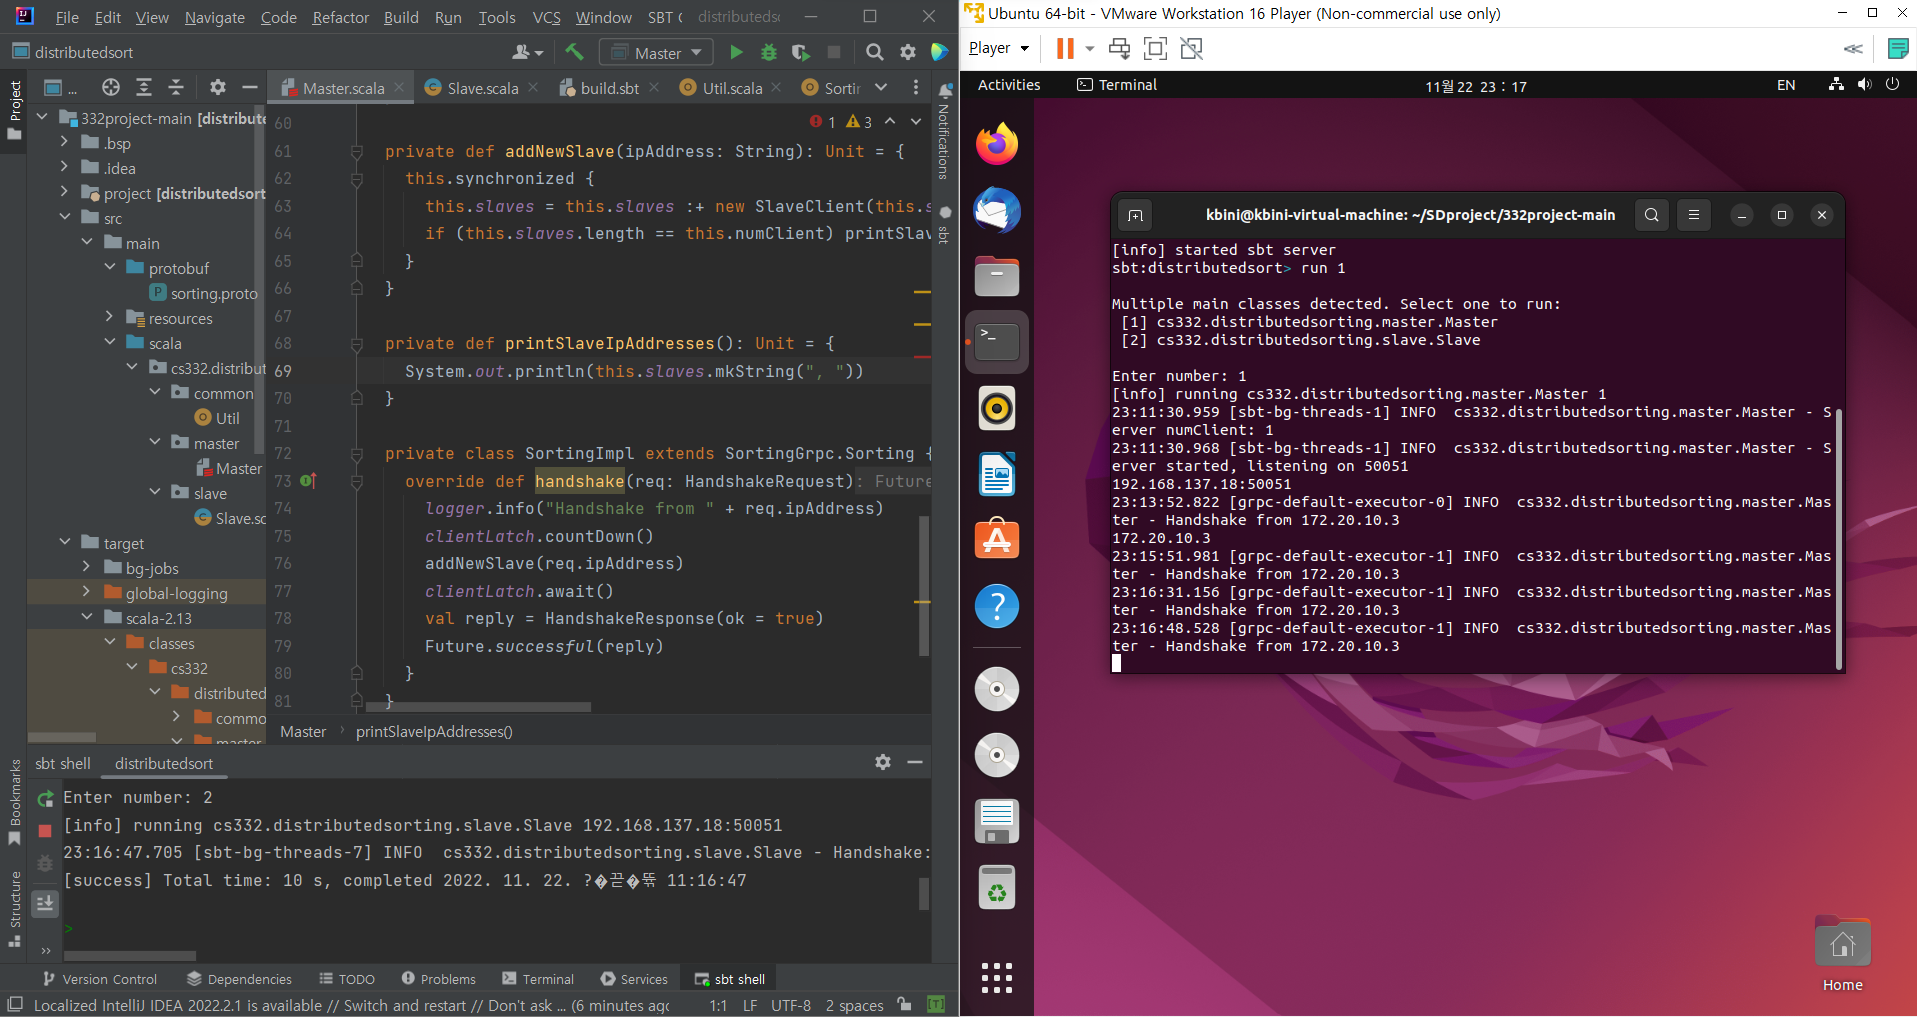 File Edit View Navigate Code Refactor Build Run Tools VCS Window SBT
distributedsort
Master
Project
Master.scala
Slave.scala
build.sbt
Util.scala
Notifications
sbt
332project-main [distribute
.bsp
.idea
project [distributedsort
src
main
protobuf
sorting.proto
resources
scala
cs332.distribut
common
Util
master
Master
slave
Slave.sc
target
bg-jobs
global-logging
scala-2.13
classes
cs332
distributed
commo
master
1 3
60
61 private def addNewSlave(ipAddress: String): Unit = {
62 this.synchronized {
63 this.slaves = this.slaves :+ new SlaveClient(this.s
64 if (this.slaves.length == this.numClient) printSlav
65 }
66 }
67
68 private def printSlaveIpAddresses(): Unit = {
69 System.out.println(this.slaves.mkString(", "))
70 }
71
72 private class SortingImpl extends SortingGrpc.Sorting {
73 override def handshake(req: HandshakeRequest): Future
74 logger.info("Handshake from " + req.ipAddress)
75 clientLatch.countDown()
76 addNewSlave(req.ipAddress)
77 clientLatch.await()
78 val reply = HandshakeResponse(ok = true)
79 Future.successful(reply)
80 }
81 }
Master › printSlaveIpAddresses()
sbt shell distributedsort
Enter number: 2
[info] running cs332.distributedsorting.slave.Slave 192.168.137.18:50051
23:16:47.705 [sbt-bg-threads-7] INFO cs332.distributedsorting.slave.Slave - Handshake:
[success] Total time: 10 s, completed 2022. 11. 22. ?�끝�뜪 11:16:47
>
Bookmarks
Structure
Version Control
Dependencies
TODO
Problems
Terminal
Services
sbt shell
Localized IntelliJ IDEA 2022.2.1 is available // Switch and restart // Don't ask ... (6 minutes ago
1:1 LF UTF-8 2 spaces
Ubuntu 64-bit - VMware Workstation 16 Player (Non-commercial use only)
Player
Activities
Terminal
11월 22 23 : 17
EN
kbini@kbini-virtual-machine: ~/SDproject/332project-main
[info] started sbt server
sbt:distributedsort> run 1
Multiple main classes detected. Select one to run:
[1] cs332.distributedsorting.master.Master
[2] cs332.distributedsorting.slave.Slave
Enter number: 1
[info] running cs332.distributedsorting.master.Master 1
23:11:30.959 [sbt-bg-threads-1] INFO cs332.distributedsorting.master.Master - S
erver numClient: 1
23:11:30.968 [sbt-bg-threads-1] INFO cs332.distributedsorting.master.Master - S
erver started, listening on 50051
192.168.137.18:50051
23:13:52.822 [grpc-default-executor-0] INFO cs332.distributedsorting.master.Mas
ter - Handshake from 172.20.10.3
172.20.10.3
23:15:51.981 [grpc-default-executor-1] INFO cs332.distributedsorting.master.Mas
ter - Handshake from 172.20.10.3
23:16:31.156 [grpc-default-executor-1] INFO cs332.distributedsorting.master.Mas
ter - Handshake from 172.20.10.3
23:16:48.528 [grpc-default-executor-1] INFO cs332.distributedsorting.master.Mas
ter - Handshake from 172.20.10.3
Home